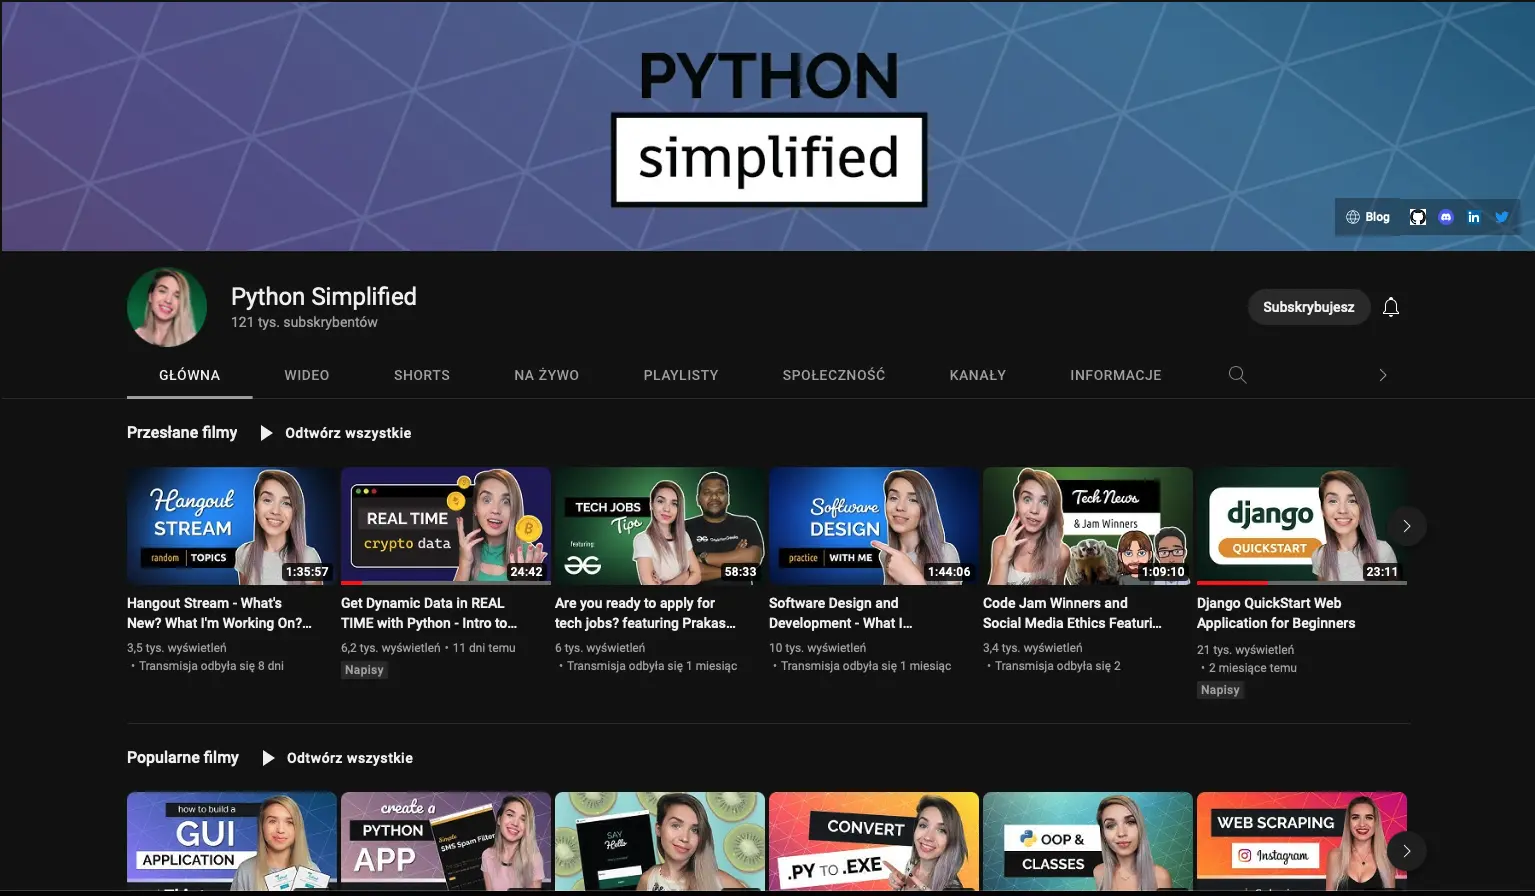 PYTHON
simplified
Blog
in
Python Simplified
121 tys. subskrybentów
Subskrybujesz
GŁÓWNA
WIDEO
SHORTS
NA ŻYWO
PLAYLISTY
SPOŁECZNOŚĆ
KANAŁY
INFORMACJE
Przesłane filmy
Odtwórz wszystkie
Hangout
STREAM
random TOPICS
1:35:57
Hangout Stream - What's
New? What I'm Working On?...
3,5 tys. wyświetleń
• Transmisja odbyła się 8 dni
REAL TIME
crypto data
24:42
Get Dynamic Data in REAL
TIME with Python - Intro to...
6,2 tys. wyświetleń • 11 dni temu
Napisy
TECH JOBS
Tips
featuring
58:33
Are you ready to apply for
tech jobs? featuring Prakas...
6 tys. wyświetleń
• Transmisja odbyła się 1 miesiąc
Software
DESIGN
practice WITH ME
1:44:06
Software Design and
Development - What I...
10 tys. wyświetleń
• Transmisja odbyła się 1 miesiąc
Tech News
& Jam Winners
1:09:10
Code Jam Winners and
Social Media Ethics Featuri...
3,4 tys. wyświetleń
• Transmisja odbyła się 2
django
QUICKSTART
23:11
Django QuickStart Web
Application for Beginners
21 tys. wyświetleń
• 2 miesiące temu
Napisy
Popularne filmy
Odtwórz wszystkie
how to build a
GUI
APPLICATION
create a
PYTHON
APP
Simple
SMS Spam Filter
SAY
Hello
CONVERT
.PY TO .EXE
OOP &
CLASSES
WEB SCRAPING
Instagram